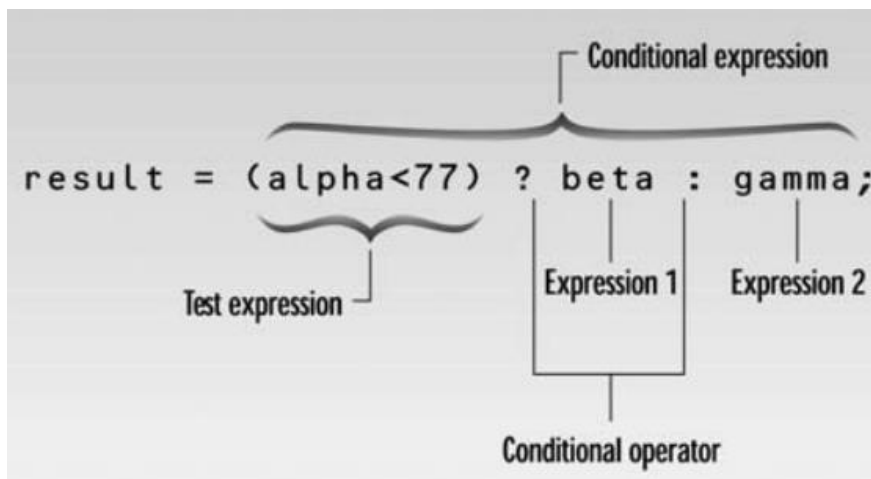 Conditional expression
result = (alpha<77) ? beta : gamma;
Expression 1 Expression 2
Test expression
Conditional operator